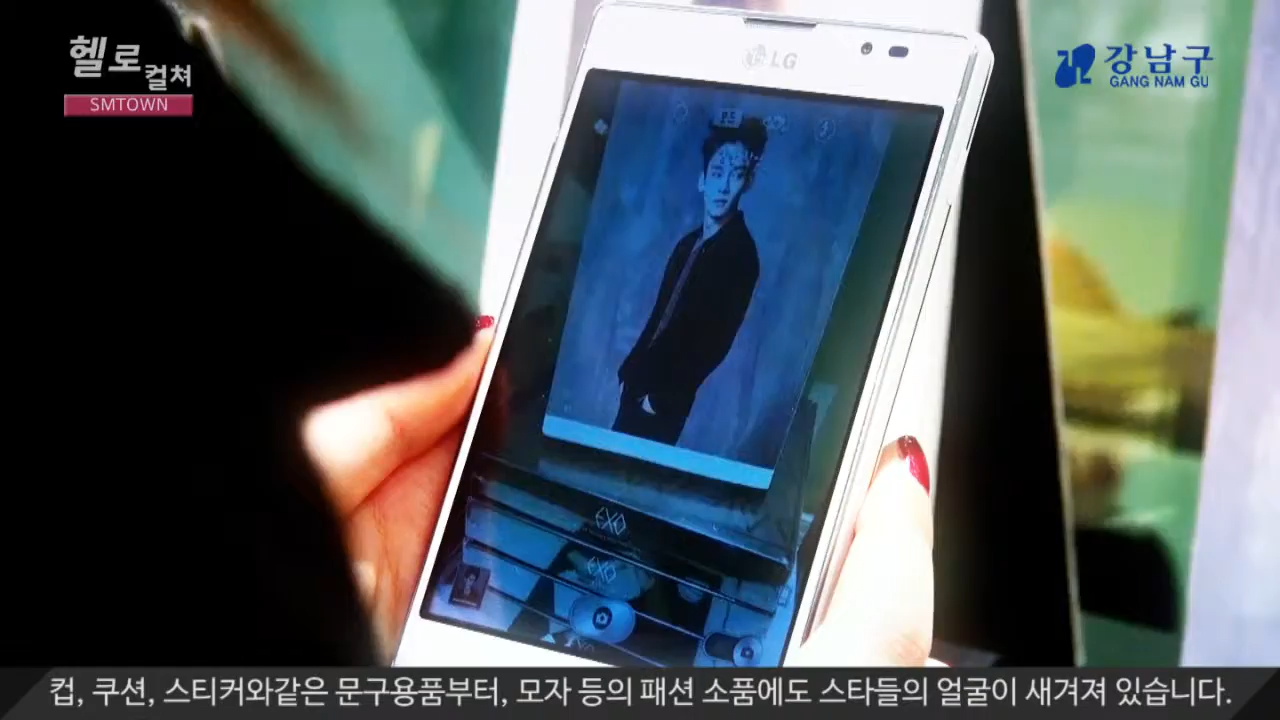 헬로컬쳐
SMTOWN
강남구
GANG NAM GU
LG
EXO
EXO
컵, 쿠션, 스티커와같은 문구용품부터, 모자 등의 패션 소품에도 스타들의 얼굴이 새겨져 있습니다.